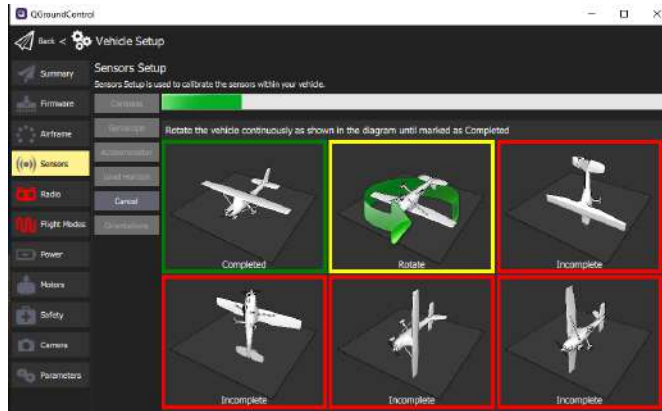 QGroundControl
Back < Vehicle Setup
Summary
Firmware
Airframe
Sensors
Radio
Flight Modes
Power
Motors
Safety
Camera
Parameters
Sensors Setup
Sensors Setup is used to calibrate the sensors within your vehicle.
Compass
Gyroscope
Accelerometer
Level Horizon
Cancel
Orientations
Rotate the vehicle continuously as shown in the diagram until marked as Completed
Completed
Rotate
Incomplete
Incomplete
Incomplete
Incomplete